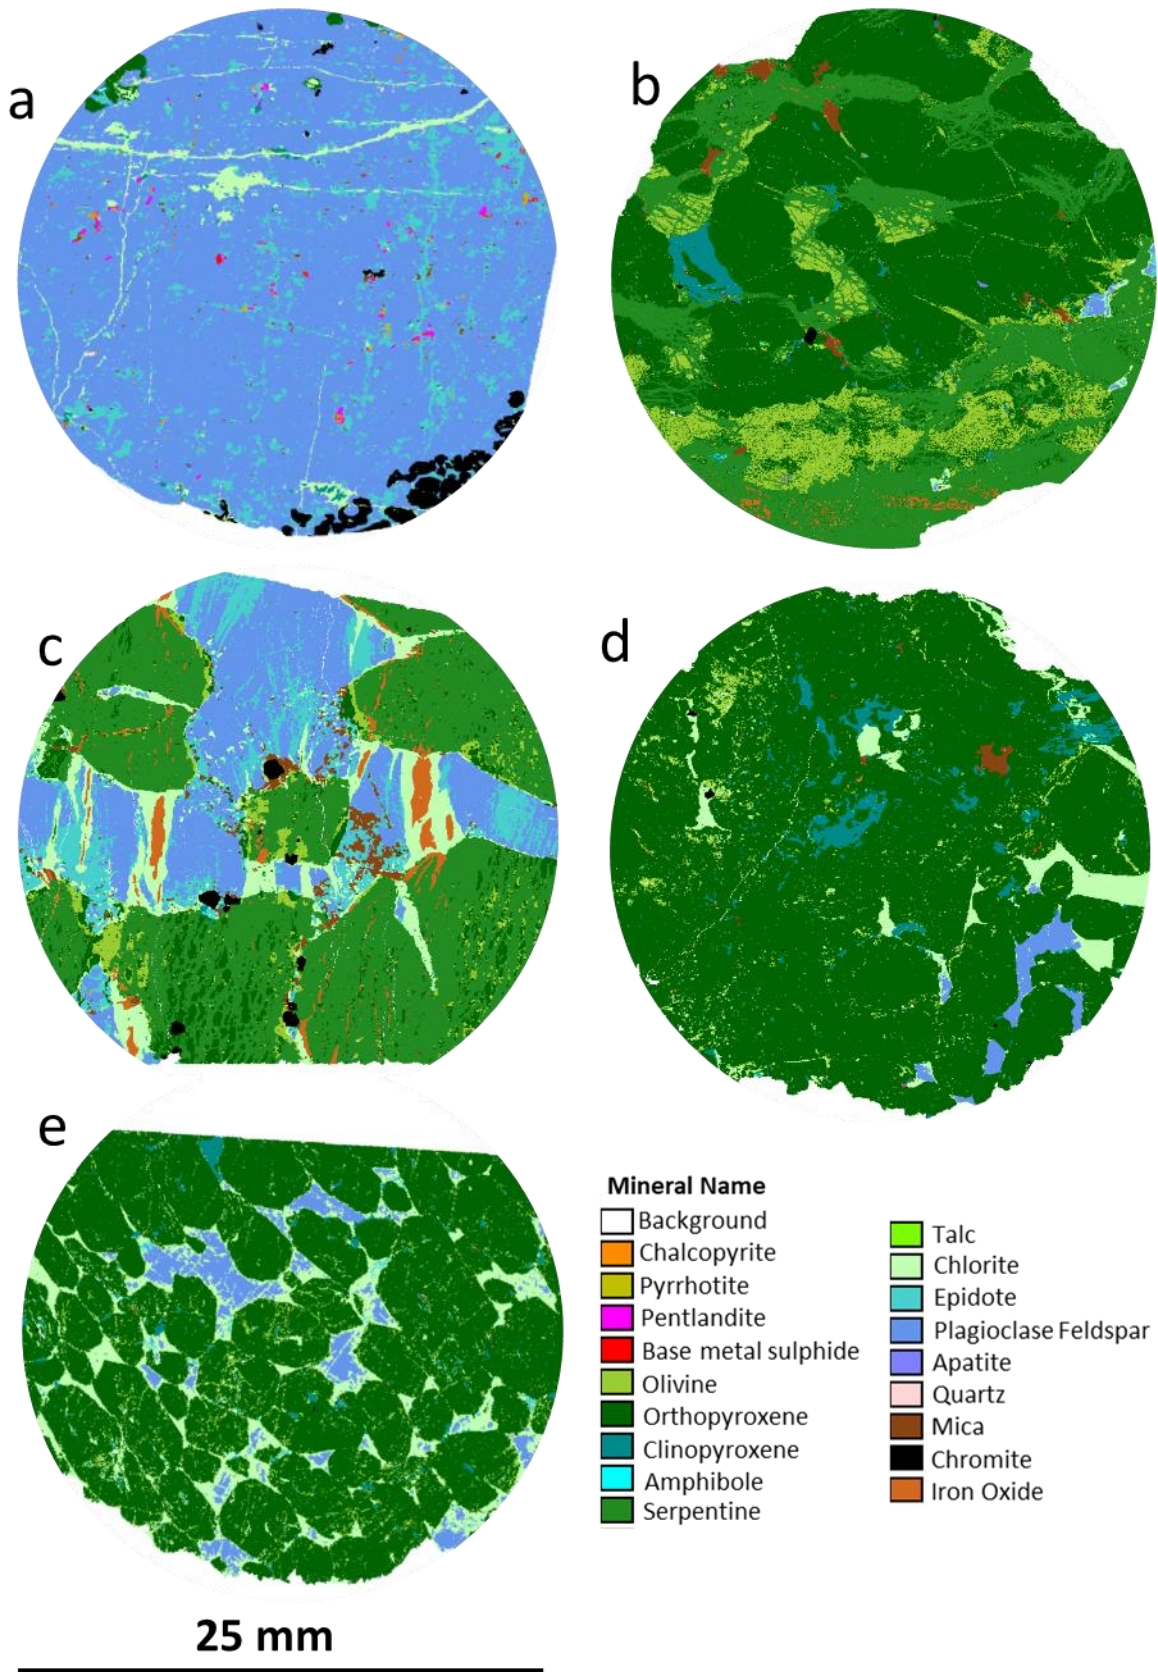 a
b
c
d
e
Mineral Name
Background
Chalcopyrite
Pyrrhotite
Pentlandite
Base metal sulphide
Olivine
Orthopyroxene
Clinopyroxene
Amphibole
Serpentine
Talc
Chlorite
Epidote
Plagioclase Feldspar
Apatite
Quartz
Mica
Chromite
Iron Oxide
25 mm